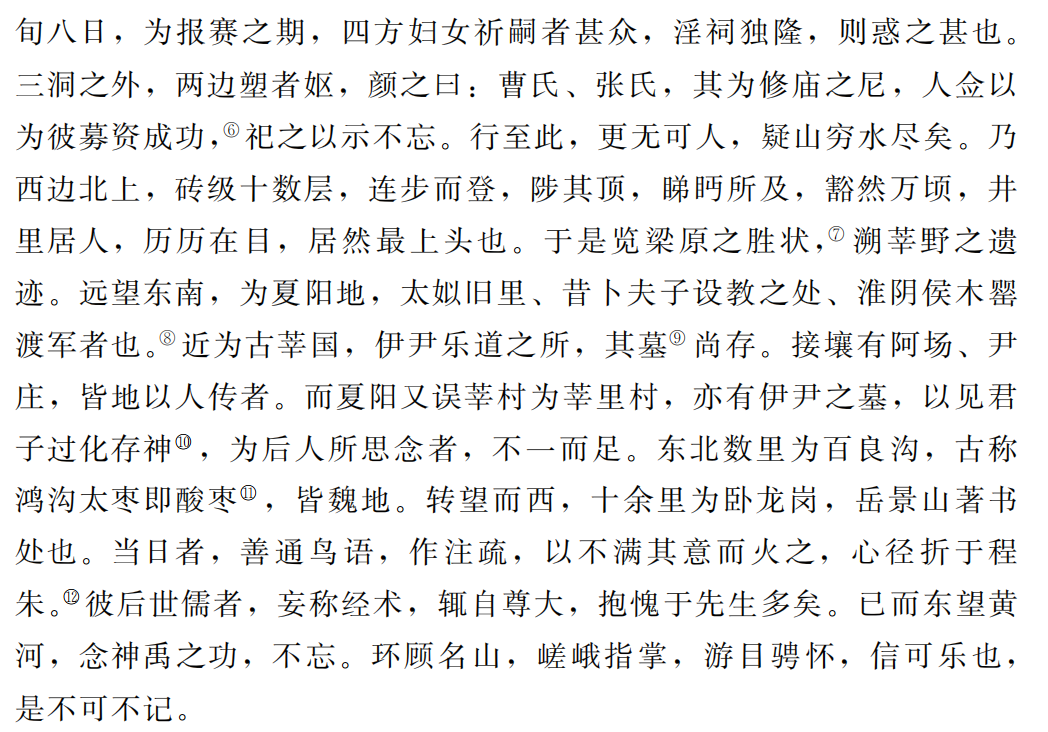 旬八日，为报赛之期，四方妇女祈嗣者甚众，淫祠独隆，则惑之甚也。
三洞之外，两边塑者妪，颜之曰：曹氏、张氏，其为修庙之尼，人佥以
为彼募资成功，⑥祀之以示不忘。行至此，更无可人，疑山穷水尽矣。乃
西边北上，砖级十数层，连步而登，陟其顶，睇眄所及，豁然万顷，井
里居人，历历在目，居然最上头也。于是览梁原之胜状，⑦溯莘野之遗
迹。远望东南，为夏阳地，太姒旧里、昔卜夫子设教之处、淮阴侯木罂
渡军者也。⑧近为古莘国，伊尹乐道之所，其墓⑨尚存。接壤有阿场、尹
庄，皆地以人传者。而夏阳又误莘村为莘里村，亦有伊尹之墓，以见君
子过化存神⑩，为后人所思念者，不一而足。东北数里为百良沟，古称
鸿沟太枣即酸枣⑪，皆魏地。转望而西，十余里为卧龙岗，岳景山著书
处也。当日者，善通鸟语，作注疏，以不满其意而火之，心径折于程
朱。⑫彼后世儒者，妄称经术，辄自尊大，抱愧于先生多矣。已而东望黄
河，念神禹之功，不忘。环顾名山，嵯峨指掌，游目骋怀，信可乐也，
是不可不记。